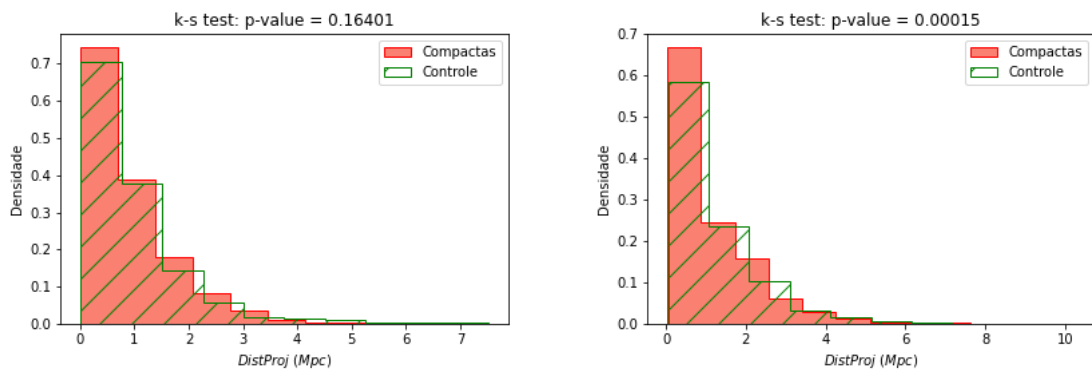 k-s test: p-value = 0.16401
Compactas
Controle
Densidade
0.7
0.6
0.5
0.4
0.3
0.2
0.1
0.0
0 1 2 3 4 5 6 7
DistProj (Mpc)
k-s test: p-value = 0.00015
Compactas
Controle
Densidade
0.7
0.6
0.5
0.4
0.3
0.2
0.1
0.0
0 2 4 6 8 10
DistProj (Mpc)